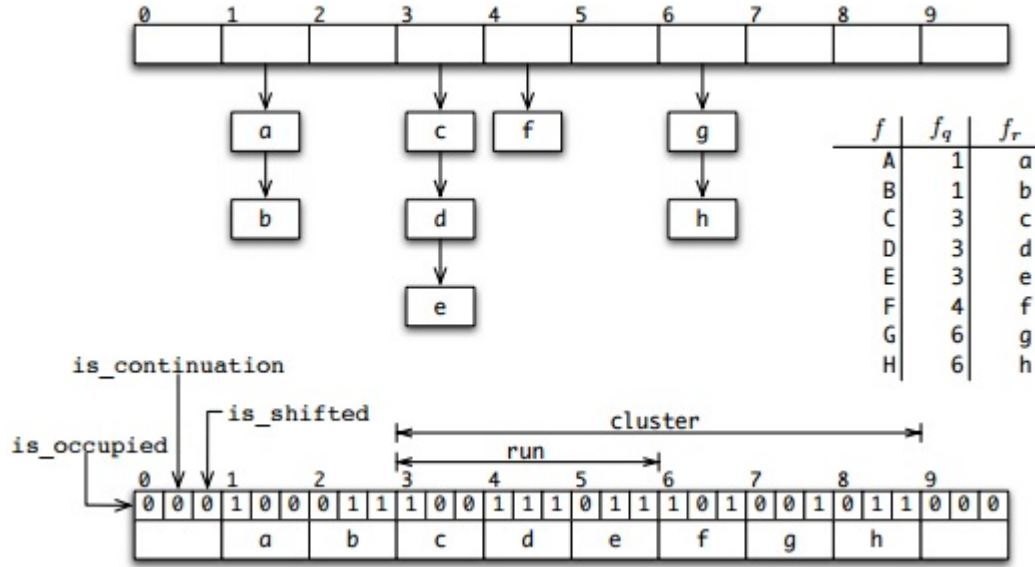 0 1 2 3 4 5 6 7 8 9
a c f g
b d h
e
f f_q f_r
A 1 a
B 1 b
C 3 c
D 3 d
E 3 e
F 4 f
G 6 g
H 6 h
is_continuation
is_shifted
is_occupied
cluster
run
0 1 2 3 4 5 6 7 8 9
0 0 0 1 0 0 0 1 1 1 0 0 1 1 1 0 1 1 1 0 1 0 0 1 0 1 1 0 0 0
a b c d e f g h